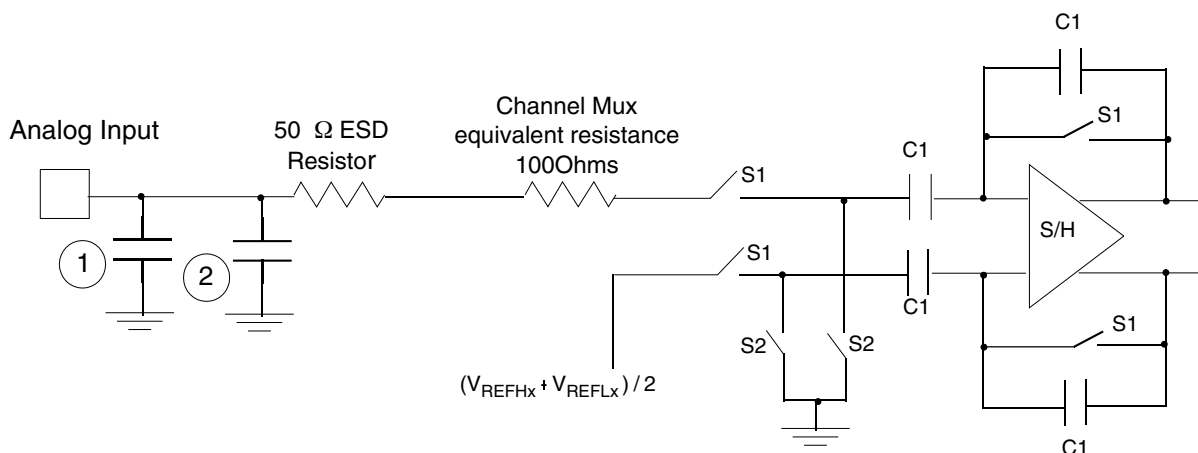 C1
Analog Input
50 Ω ESD
Resistor
Channel Mux
equivalent resistance
100Ohms
S1
C1
S1
S/H
1
2
S1
C1
S2
S2
S1
(VREFHx + VREFLx) / 2
C1